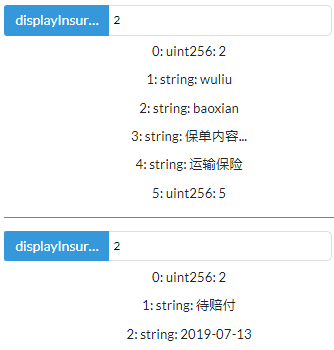 displayInsur... 2
0: uint256: 2
1: string: wuliu
2: string: baoxian
3: string: 保单内容...
4: string: 运输保险
5: uint256: 5
displayInsur... 2
0: uint256: 2
1: string: 待赔付
2: string: 2019-07-13